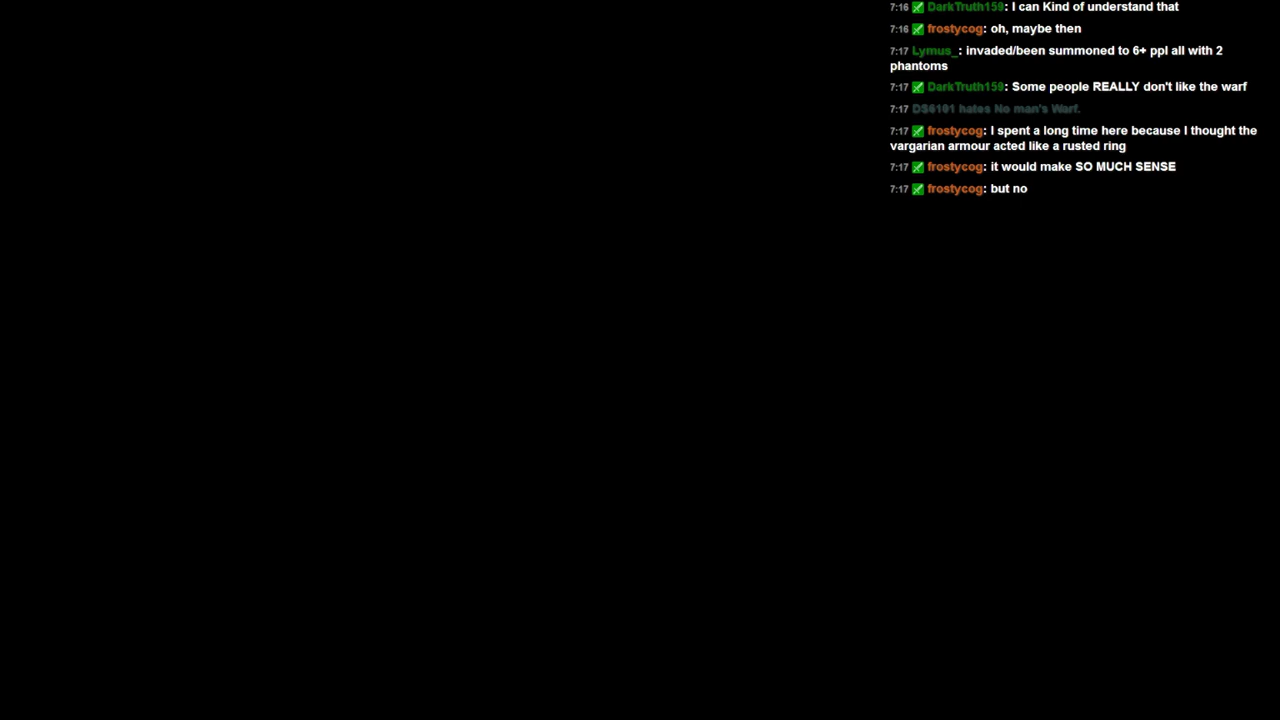 7:16 DarkTruth159: I can Kind of understand that
7:16 frostycog: oh, maybe then
7:17 Lymus_: invaded/been summoned to 6+ ppl all with 2
phantoms
7:17 DarkTruth159: Some people REALLY don't like the warf
7:17 DS6101 hates No man's Warf.
7:17 frostycog: I spent a long time here because I thought the
vargarian armour acted like a rusted ring
7:17 frostycog: it would make SO MUCH SENSE
7:17 frostycog: but no